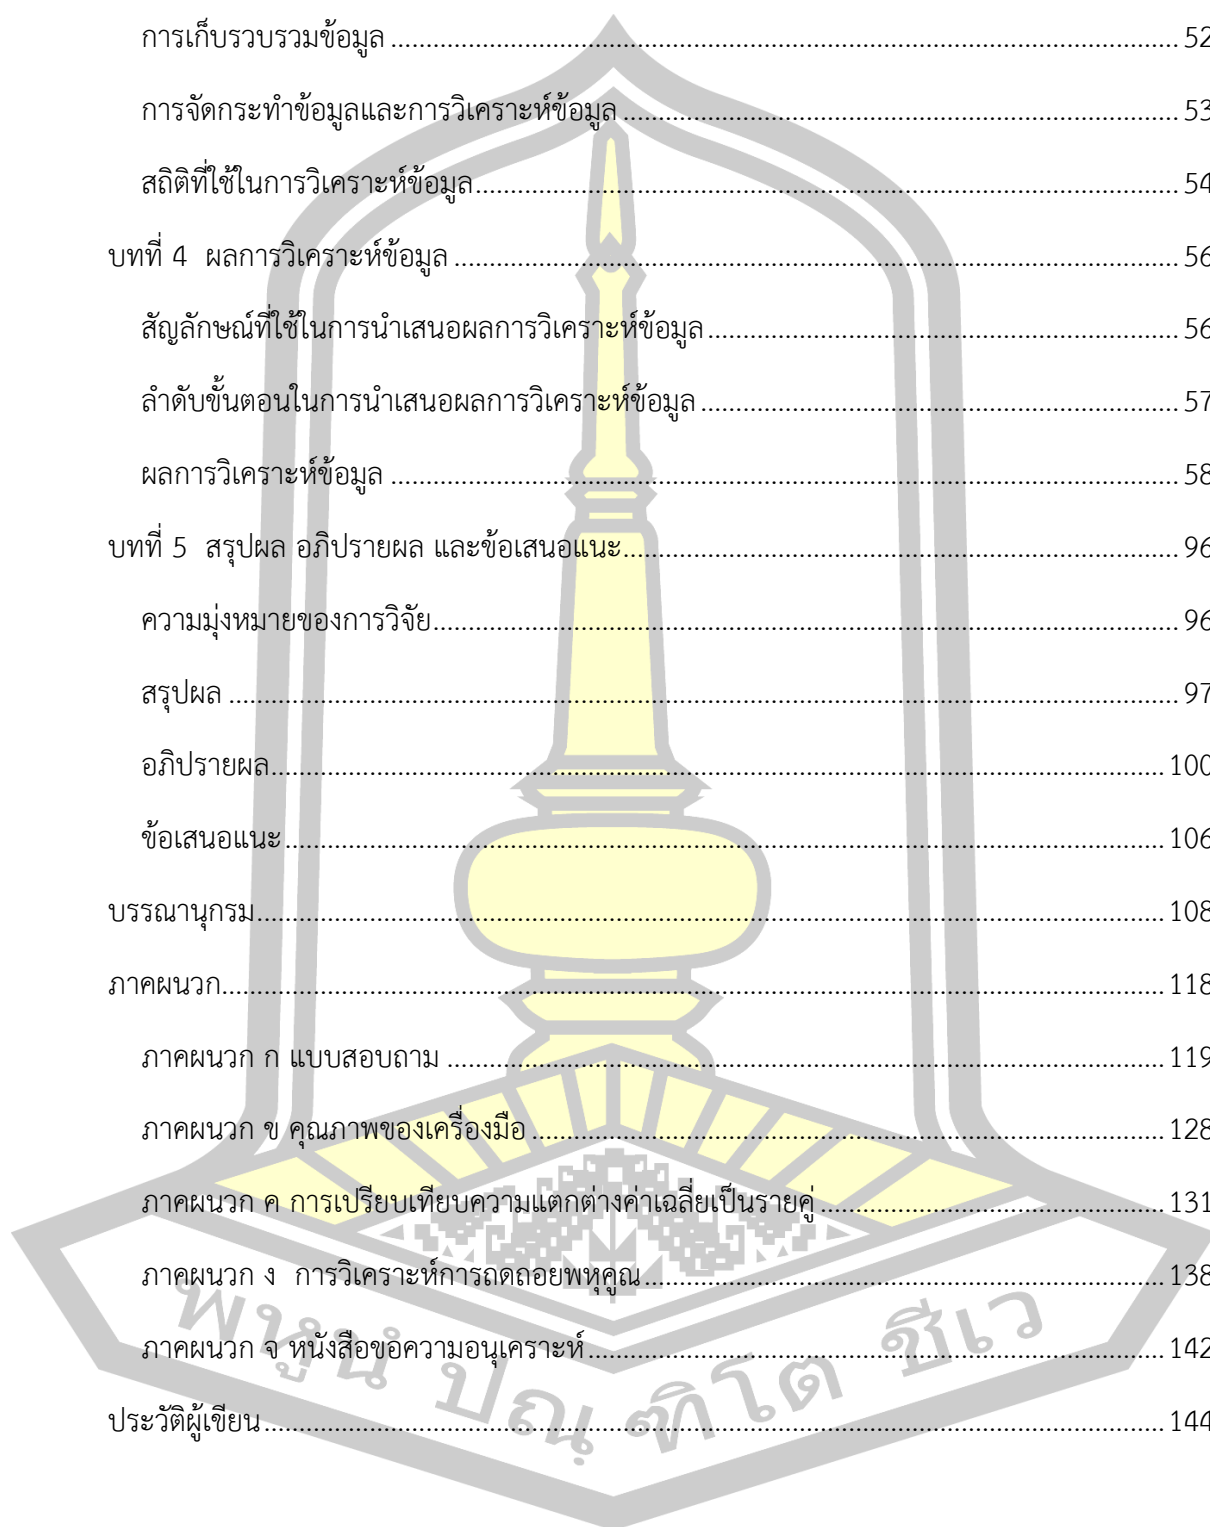 การเก็บรวบรวมข้อมูล 52
การจัดกระทำข้อมูลและการวิเคราะห์ข้อมูล 53
สถิติที่ใช้ในการวิเคราะห์ข้อมูล 54
บทที่ 4 ผลการวิเคราะห์ข้อมูล 56
สัญลักษณ์ที่ใช้ในการนำเสนอผลการวิเคราะห์ข้อมูล 56
ลำดับขั้นตอนในการนำเสนอผลการวิเคราะห์ข้อมูล 57
ผลการวิเคราะห์ข้อมูล 58
บทที่ 5 สรุปผล อภิปรายผล และข้อเสนอแนะ 96
ความมุ่งหมายของการวิจัย 96
สรุปผล 97
อภิปรายผล 100
ข้อเสนอแนะ 106
บรรณานุกรม 108
ภาคผนวก 118
ภาคผนวก ก แบบสอบถาม 119
ภาคผนวก ข คุณภาพของเครื่องมือ 128
ภาคผนวก ค การเปรียบเทียบความแตกต่างค่าเฉลี่ยเป็นรายคู่ 131
ภาคผนวก ง การวิเคราะห์การถดถอยพหุคูณ 138
ภาคผนวก จ หนังสือขอความอนุเคราะห์ 142
ประวัติผู้เขียน 144
พหูนํ ปณฺฑิโต ชีเว